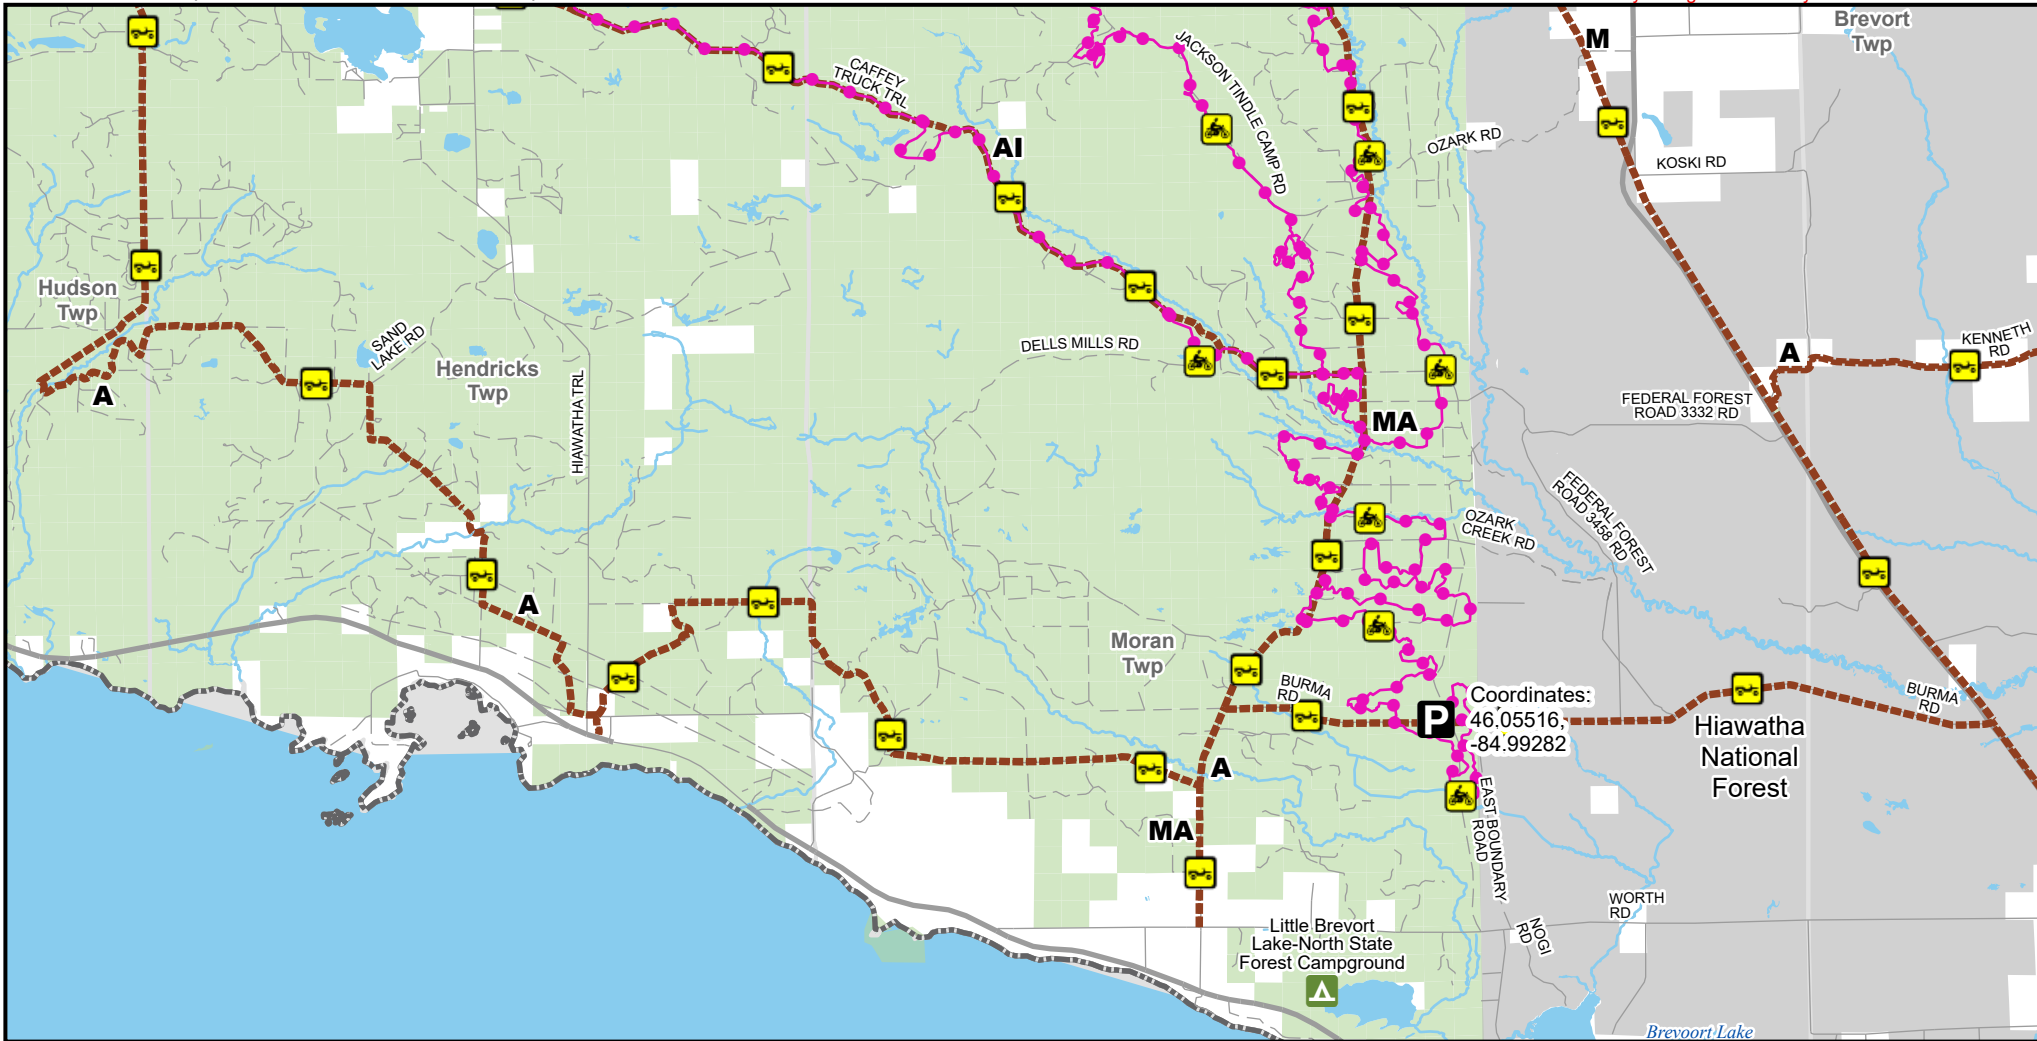 Brevort
Twp
M
JACKSON TINDLE CAMP RD
CAFFEY
TRUCK TRL
OZARK RD
AI
KOSKI RD
Hudson
Twp
SAND
LAKE RD
DELLS MILLS RD
KENNETH
RD
A
Hendricks
Twp
A
FEDERAL FOREST
ROAD 3332 RD
MA
HIAWATHA TRL
FEDERAL FOREST
ROAD 3458 RD
OZARK
CREEK RD
A
Moran
Twp
BURMA
RD
P
Coordinates:
46.05516,
-84.99282
BURMA
RD
Hiawatha
National
Forest
A
EAST BOUNDARY
ROAD
MA
WORTH
RD
NOGI
RD
Little Brevort
Lake-North State
Forest Campground
Brevoort Lake